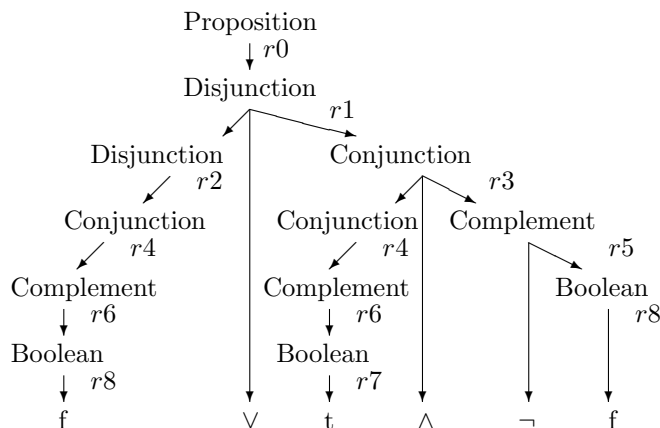 Proposition
r0
Disjunction
r1
Disjunction Conjunction
r2 r3
Conjunction Conjunction Complement
r4 r4 r5
Complement Complement Boolean
r6 r6 r8
Boolean Boolean
r8 r7
f ∨ t ∧ ¬ f